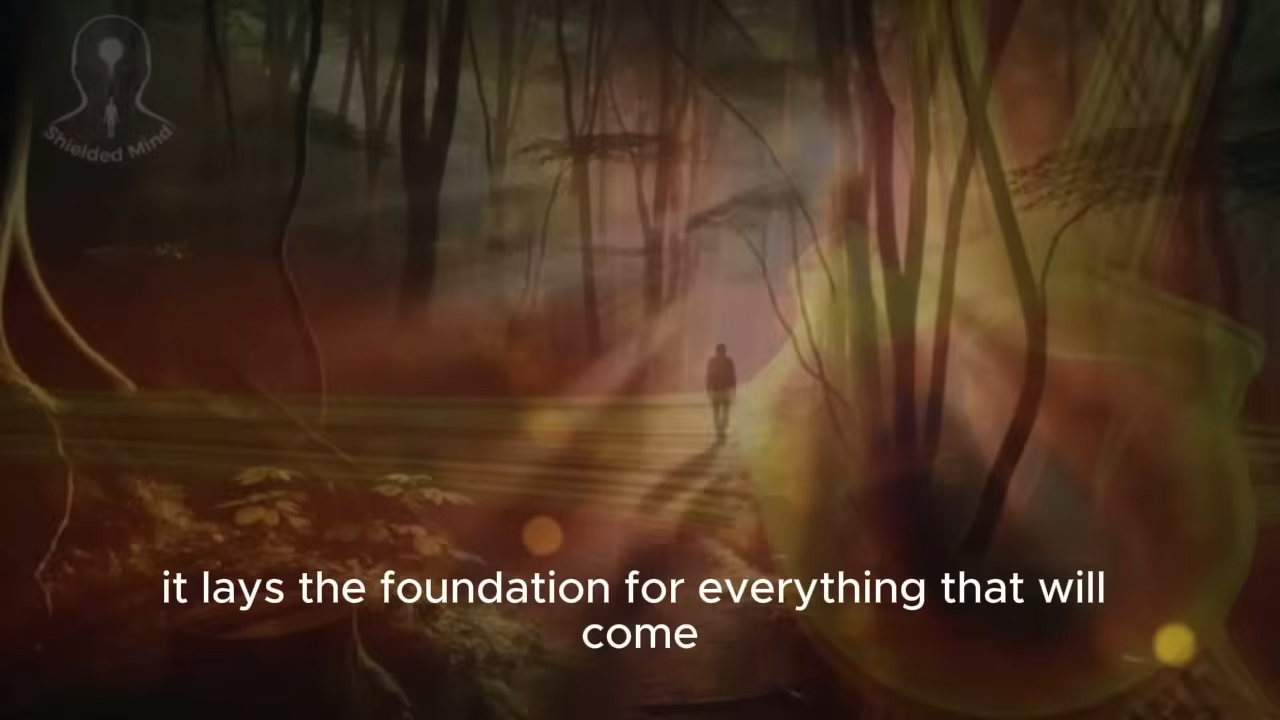 Shielded Mind
it lays the foundation for everything that will
come